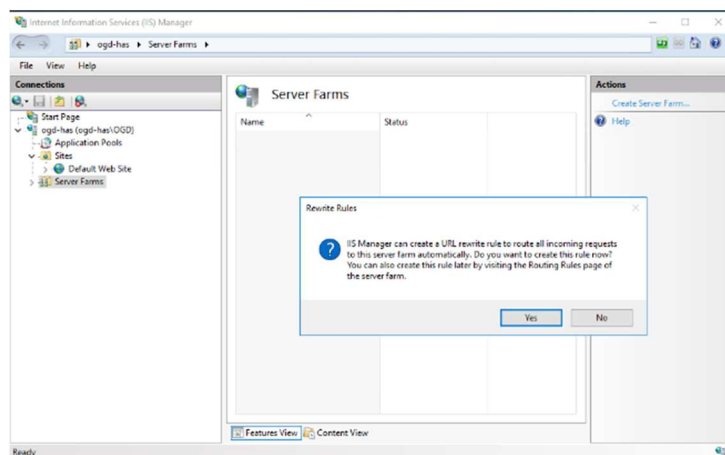 Internet Information Services (IIS) Manager
ogd-has
Server Farms
File View Help
Connections
Start Page
ogd-has (ogd-has\OGD)
Application Pools
Sites
Default Web Site
Server Farms
Server Farms
Name Status
Rewrite Rules
IIS Manager can create a URL rewrite rule to route all incoming requests
to this server farm automatically. Do you want to create this rule now?
You can also create this rule later by visiting the Routing Rules page of
the server farm.
Yes No
Features View Content View
Actions
Create Server Farm...
Help
Ready